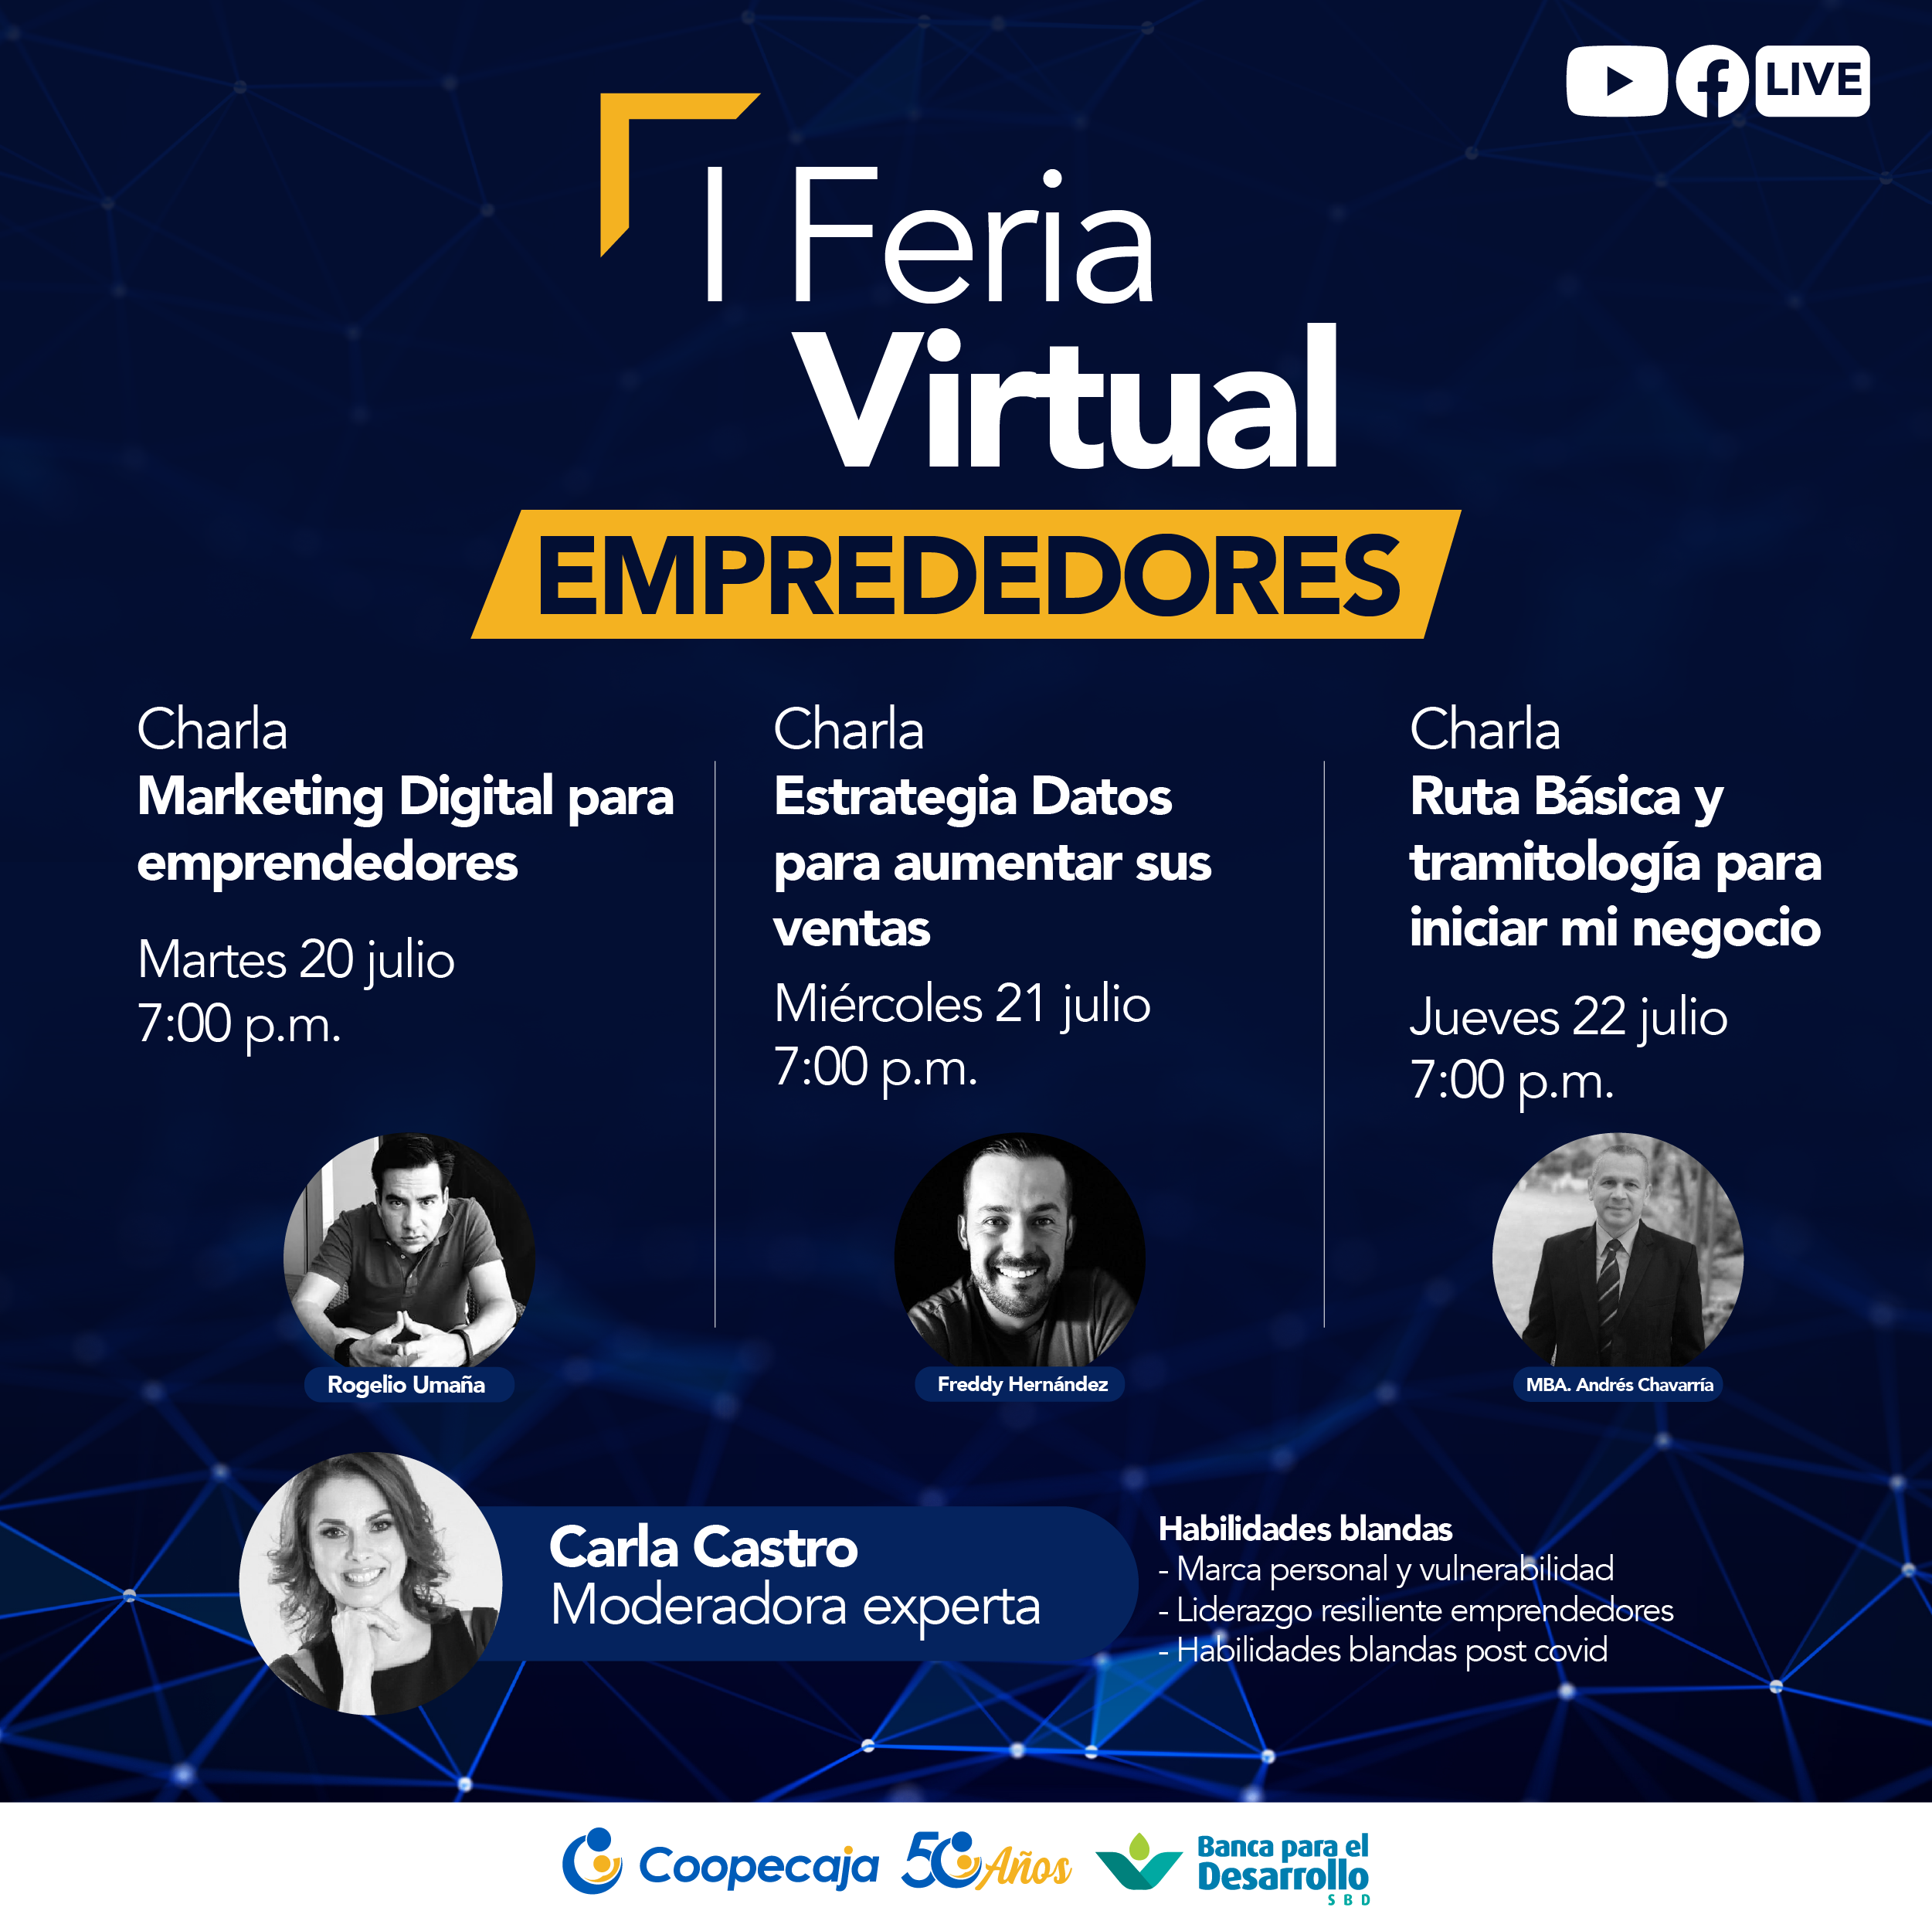 LIVE
I Feria
Virtual
EMPREDEDORES
Charla
Marketing Digital para
emprendedores
Martes 20 julio
7:00 p.m.
Charla
Estrategia Datos
para aumentar sus
ventas
Miércoles 21 julio
7:00 p.m.
Charla
Ruta Básica y
tramitología para
iniciar mi negocio
Jueves 22 julio
7:00 p.m.
Rogelio Umaña
Freddy Hernández
MBA. Andrés Chavarría
Carla Castro
Moderadora experta
Habilidades blandas
- Marca personal y vulnerabilidad
- Liderazgo resiliente emprendedores
- Habilidades blandas post covid
Coopecaja
50 Años
Banca para el
Desarrollo
SBD